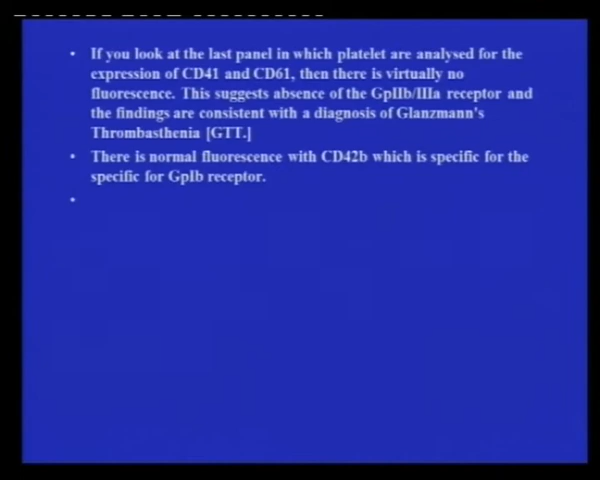 • If you look at the last panel in which platelet are analysed for the
expression of CD41 and CD61, then there is virtually no
fluorescence. This suggests absence of the GpIIb/IIIa receptor and
the findings are consistent with a diagnosis of Glanzmann's
Thrombasthenia [GTT.]
• There is normal fluorescence with CD42b which is specific for the
specific for GpIb receptor.
•